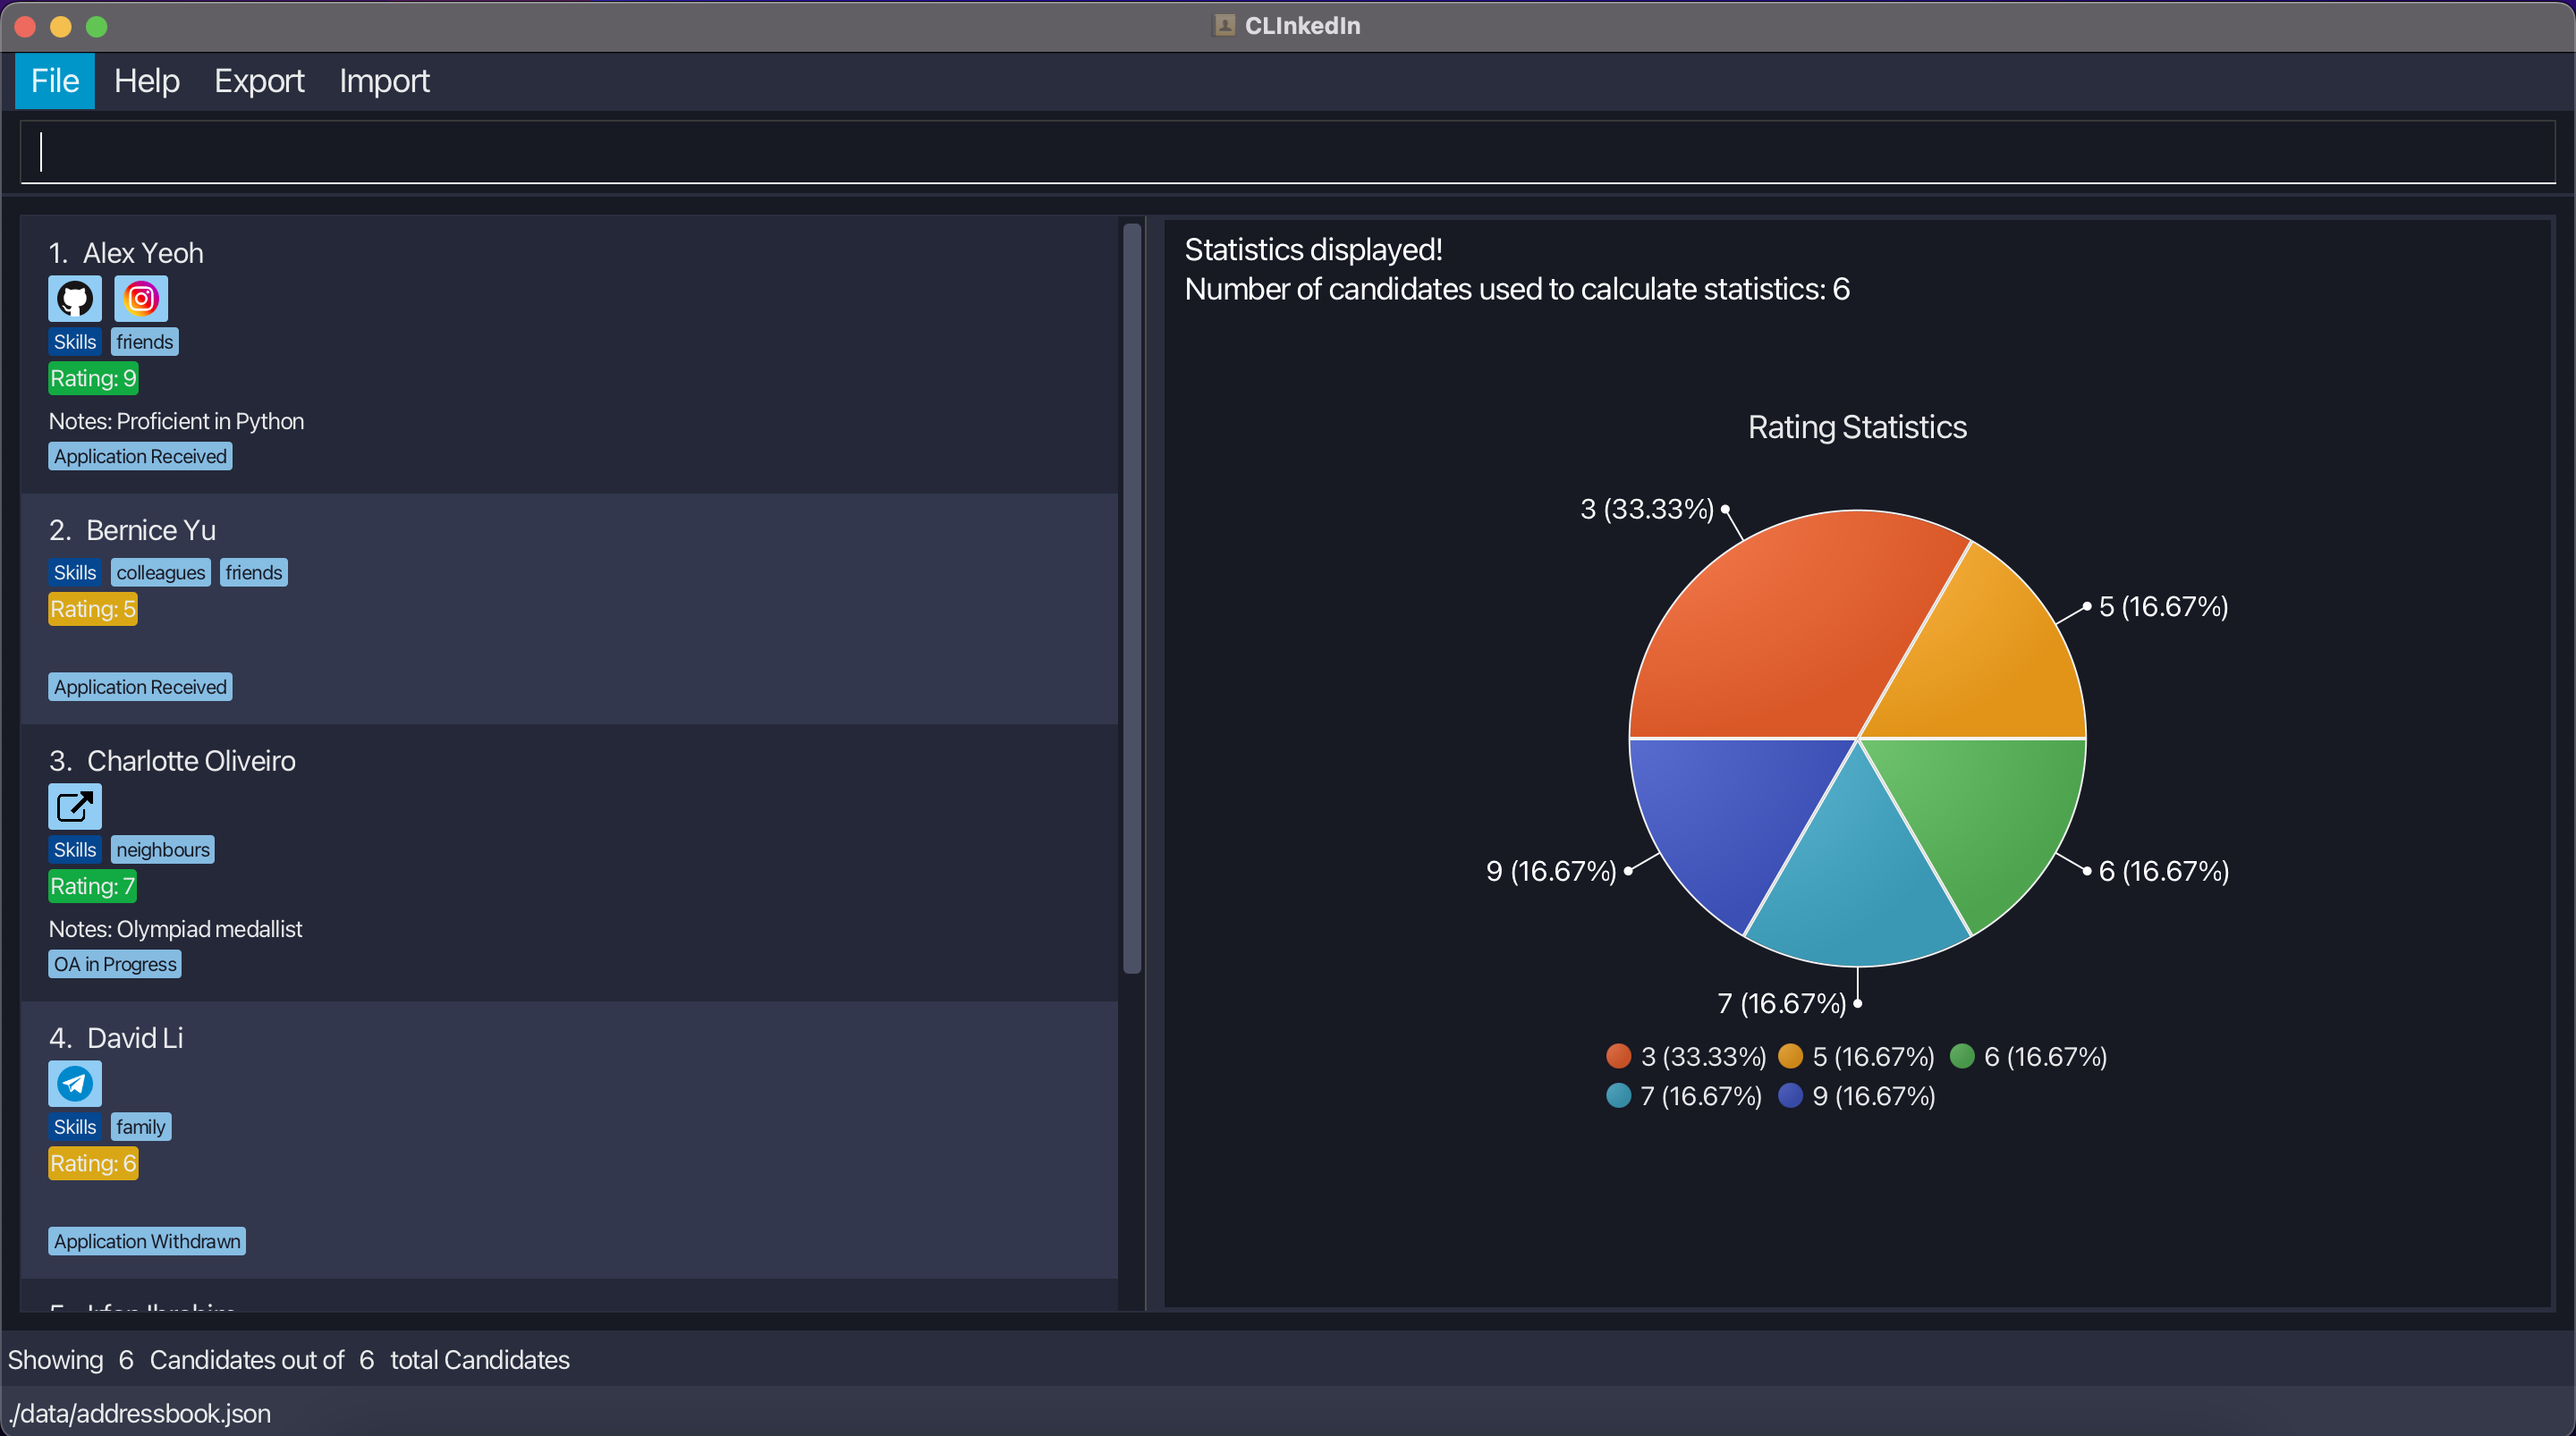 CLInkedIn
File Help Export Import
1. Alex Yeoh
Skills friends
Rating: 9
Notes: Proficient in Python
Application Received
2. Bernice Yu
Skills colleagues friends
Rating: 5
Application Received
3. Charlotte Oliveiro
Skills neighbours
Rating: 7
Notes: Olympiad medallist
OA in Progress
4. David Li
Skills family
Rating: 6
Application Withdrawn
5. Irfan Ibrahim
Statistics displayed!
Number of candidates used to calculate statistics: 6
Rating Statistics
3 (33.33%)
5 (16.67%)
9 (16.67%)
6 (16.67%)
7 (16.67%)
3 (33.33%) 5 (16.67%) 6 (16.67%)
7 (16.67%) 9 (16.67%)
Showing 6 Candidates out of 6 total Candidates
./data/addressbook.json